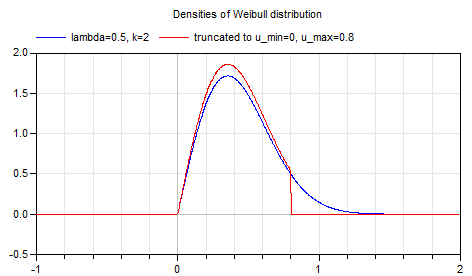 Densities of Weibull distribution
lambda=0.5, k=2 truncated to u_min=0, u_max=0.8
2.0
1.5
1.0
0.5
0.0
-0.5
-1 0 1 2